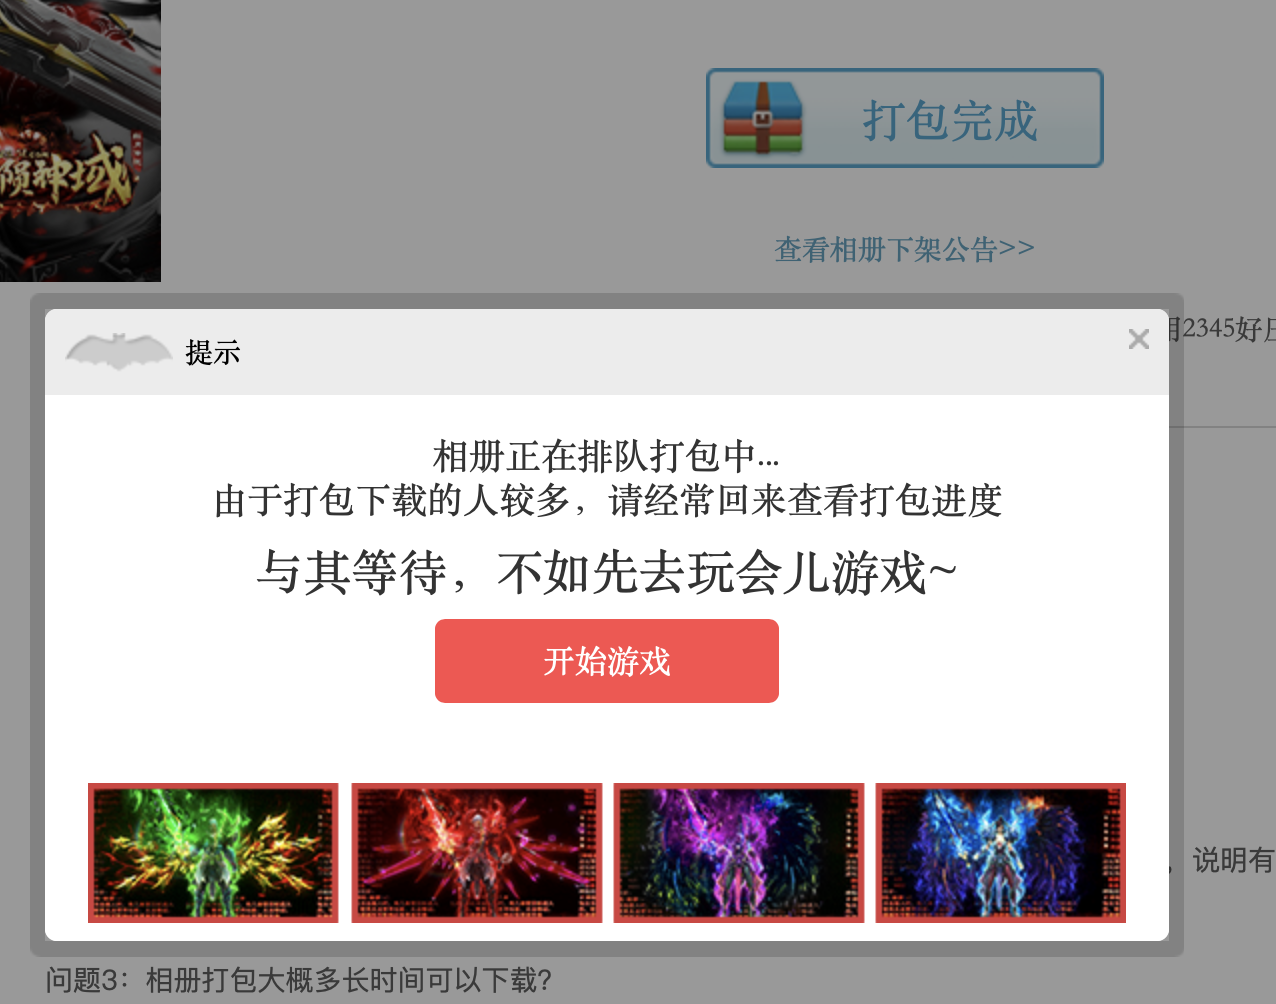 陨神域
打包完成
查看相册下架公告>>
用2345好
提示
相册正在排队打包中...
由于打包下载的人较多，请经常回来查看打包进度
与其等待，不如先去玩会儿游戏~
开始游戏
，说明有
问题3：相册打包大概多长时间可以下载?